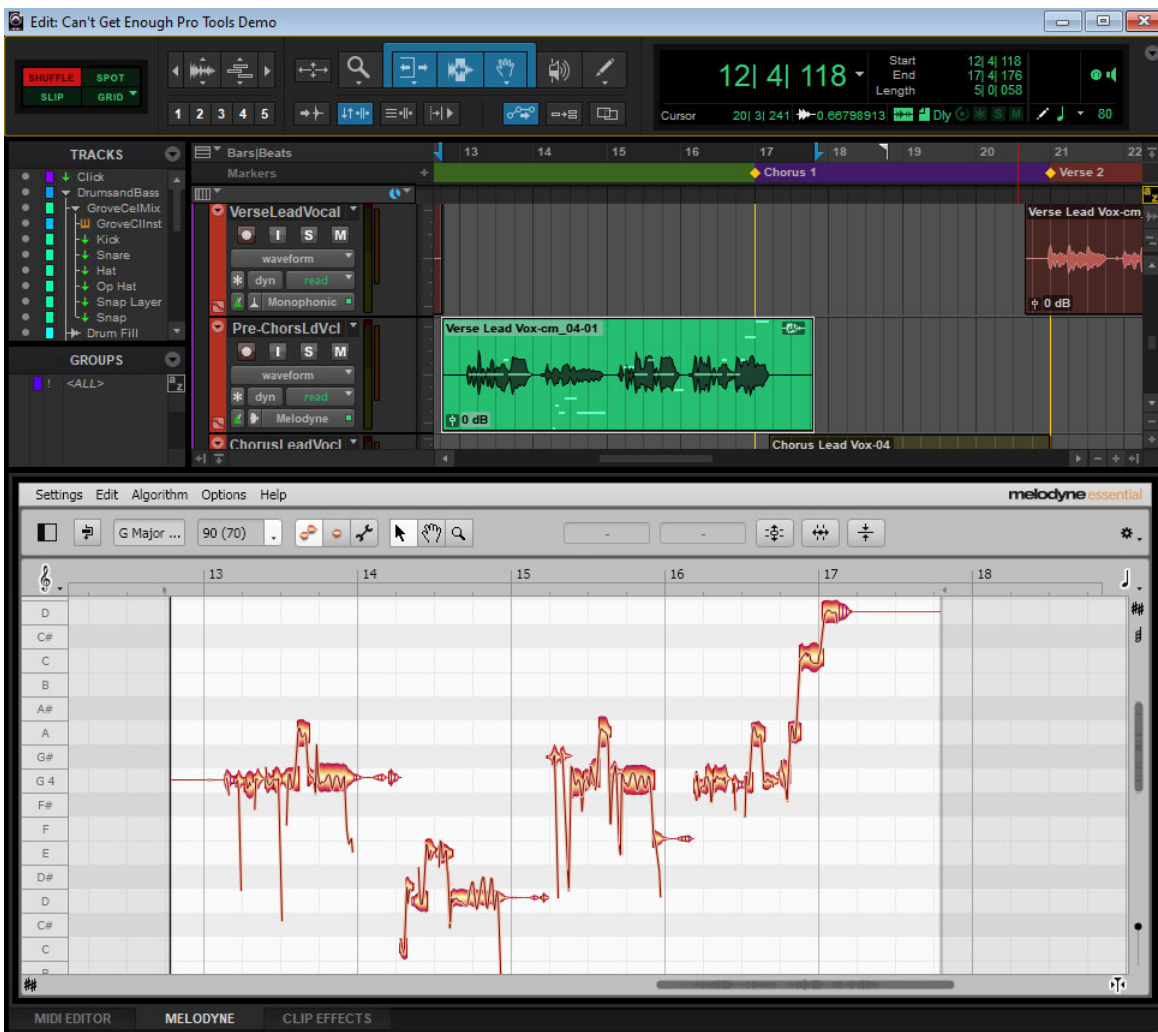 Edit: Can't Get Enough Pro Tools Demo
SHUFFLE SPOT
SLIP GRID
1 2 3 4 5
12| 4| 118
Start 12| 4| 118
End 17| 4| 176
Length 5| 0| 058
Cursor 20| 3| 241 -0.66798913 Dly S M 80
TRACKS
Click
DrumsandBass
GroveCelMix
GroveClInst
Kick
Snare
Hat
Op Hat
Snap Layer
Snap
Drum Fill
GROUPS
! <ALL> a z
Bars|Beats 13 14 15 16 17 18 19 20 21 22
Markers + Chorus 1 Verse 2
a z
VerseLeadVocal
I S M
waveform
dyn read
Monophonic
Verse Lead Vox-cm_
0 dB
Pre-ChorsLdVcl
I S M
waveform
dyn read
Melodyne
Verse Lead Vox-cm_04-01
0 dB
ChorusLeadVocl
Chorus Lead Vox-04
Settings Edit Algorithm Options Help
melodyne essential
G Major ... 90 (70) - -
13 14 15 16 17 18
D
C#
C
B
A#
A
G#
G 4
F#
F
E
D#
D
C#
C
MIDI EDITOR MELODYNE CLIP EFFECTS